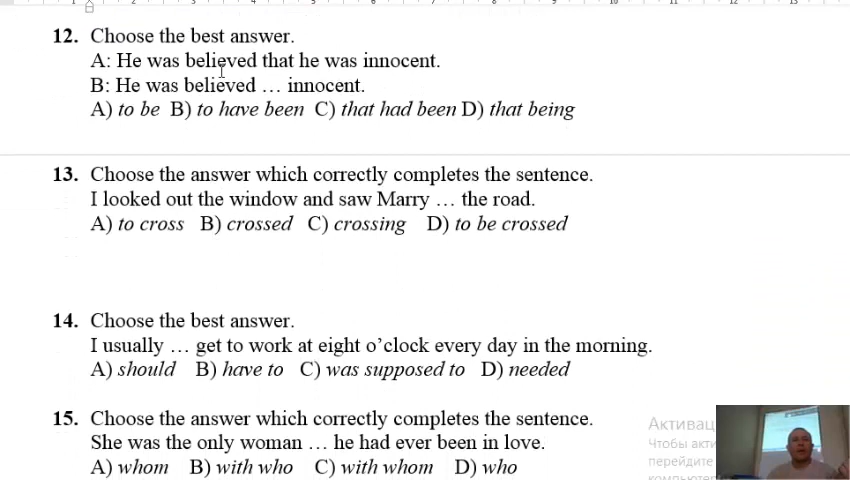 12. Choose the best answer.
A: He was believed that he was innocent.
B: He was believed … innocent.
A) to be B) to have been C) that had been D) that being
13. Choose the answer which correctly completes the sentence.
I looked out the window and saw Marry … the road.
A) to cross B) crossed C) crossing D) to be crossed
14. Choose the best answer.
I usually … get to work at eight o’clock every day in the morning.
A) should B) have to C) was supposed to D) needed
15. Choose the answer which correctly completes the sentence.
She was the only woman … he had ever been in love.
A) whom B) with who C) with whom D) who
Активац
Чтобы акти
перейдите